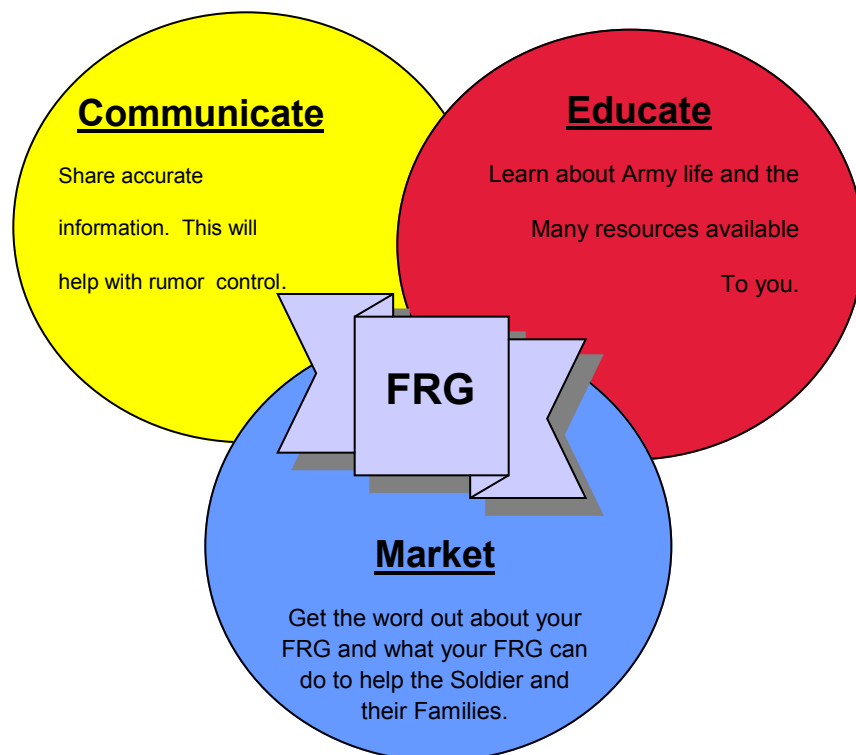 Communicate
Share accurate
information.  This will
help with rumor  control.
Educate
Learn about Army life and the
Many resources available
To you.
FRG
Market
Get the word out about your
FRG and what your FRG can
do to help the Soldier and
their Families.